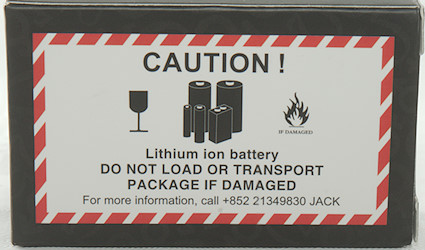 CAUTION !
IF DAMAGED
Lithium ion battery
DO NOT LOAD OR TRANSPORT
PACKAGE IF DAMAGED
For more information, call +852 21349830 JACK